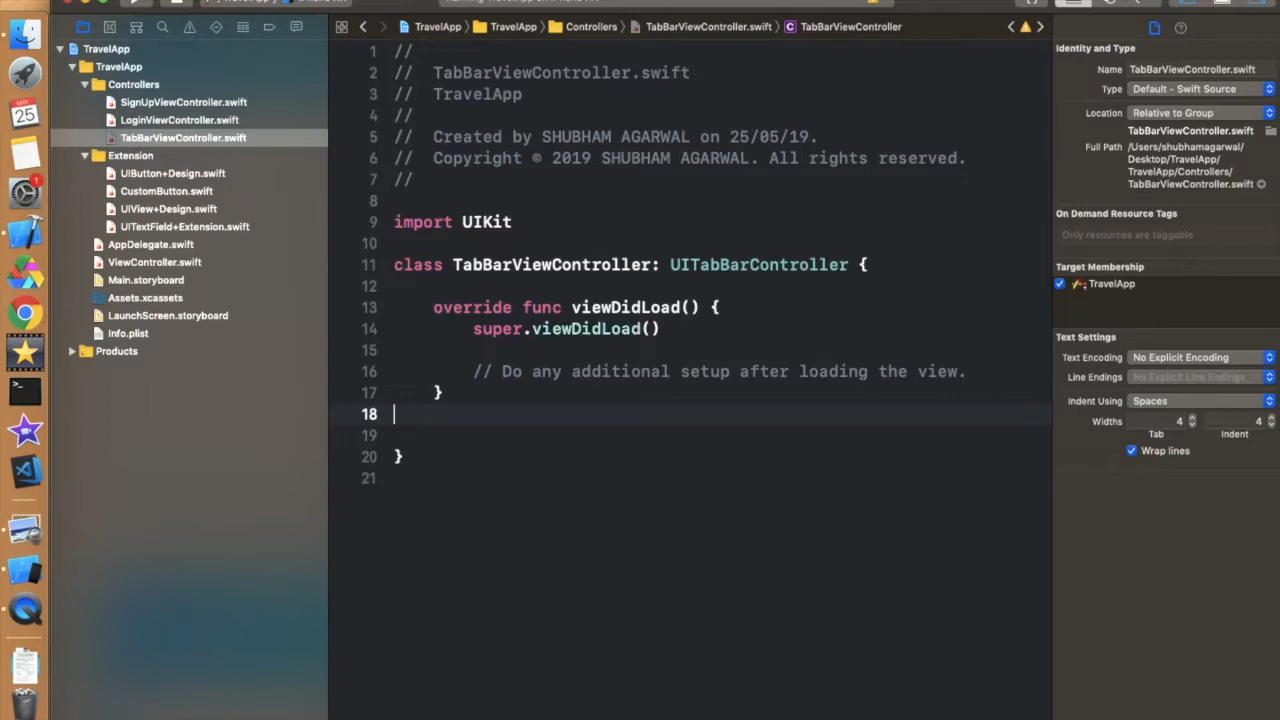 TravelApp
TravelApp
Controllers
TabBarViewController.swift
TabBarViewController
TravelApp
TravelApp
Controllers
SignUpViewController.swift
LoginViewController.swift
TabBarViewController.swift
Extension
UIButton+Design.swift
CustomButton.swift
UIView+Design.swift
UITextField+Extension.swift
AppDelegate.swift
ViewController.swift
Main.storyboard
Assets.xcassets
LaunchScreen.storyboard
Info.plist
Products
MAY
25
1
1 //
2 // TabBarViewController.swift
3 // TravelApp
4 //
5 // Created by SHUBHAM AGARWAL on 25/05/19.
6 // Copyright © 2019 SHUBHAM AGARWAL. All rights reserved.
7 //
8
9 import UIKit
10
11 class TabBarViewController: UITabBarController {
12
13 override func viewDidLoad() {
14 super.viewDidLoad()
15
16 // Do any additional setup after loading the view.
17 }
18
19
20 }
21
Identity and Type
Name TabBarViewController.swift
Type Default - Swift Source
Location Relative to Group
TabBarViewController.swift
Full Path /Users/shubhamagarwal/
Desktop/TravelApp/
TravelApp/Controllers/
TabBarViewController.swift
On Demand Resource Tags
Only resources are taggable
Target Membership
TravelApp
Text Settings
Text Encoding No Explicit Encoding
Line Endings No Explicit Line Endings
Indent Using Spaces
Widths 4 4
Tab Indent
Wrap lines